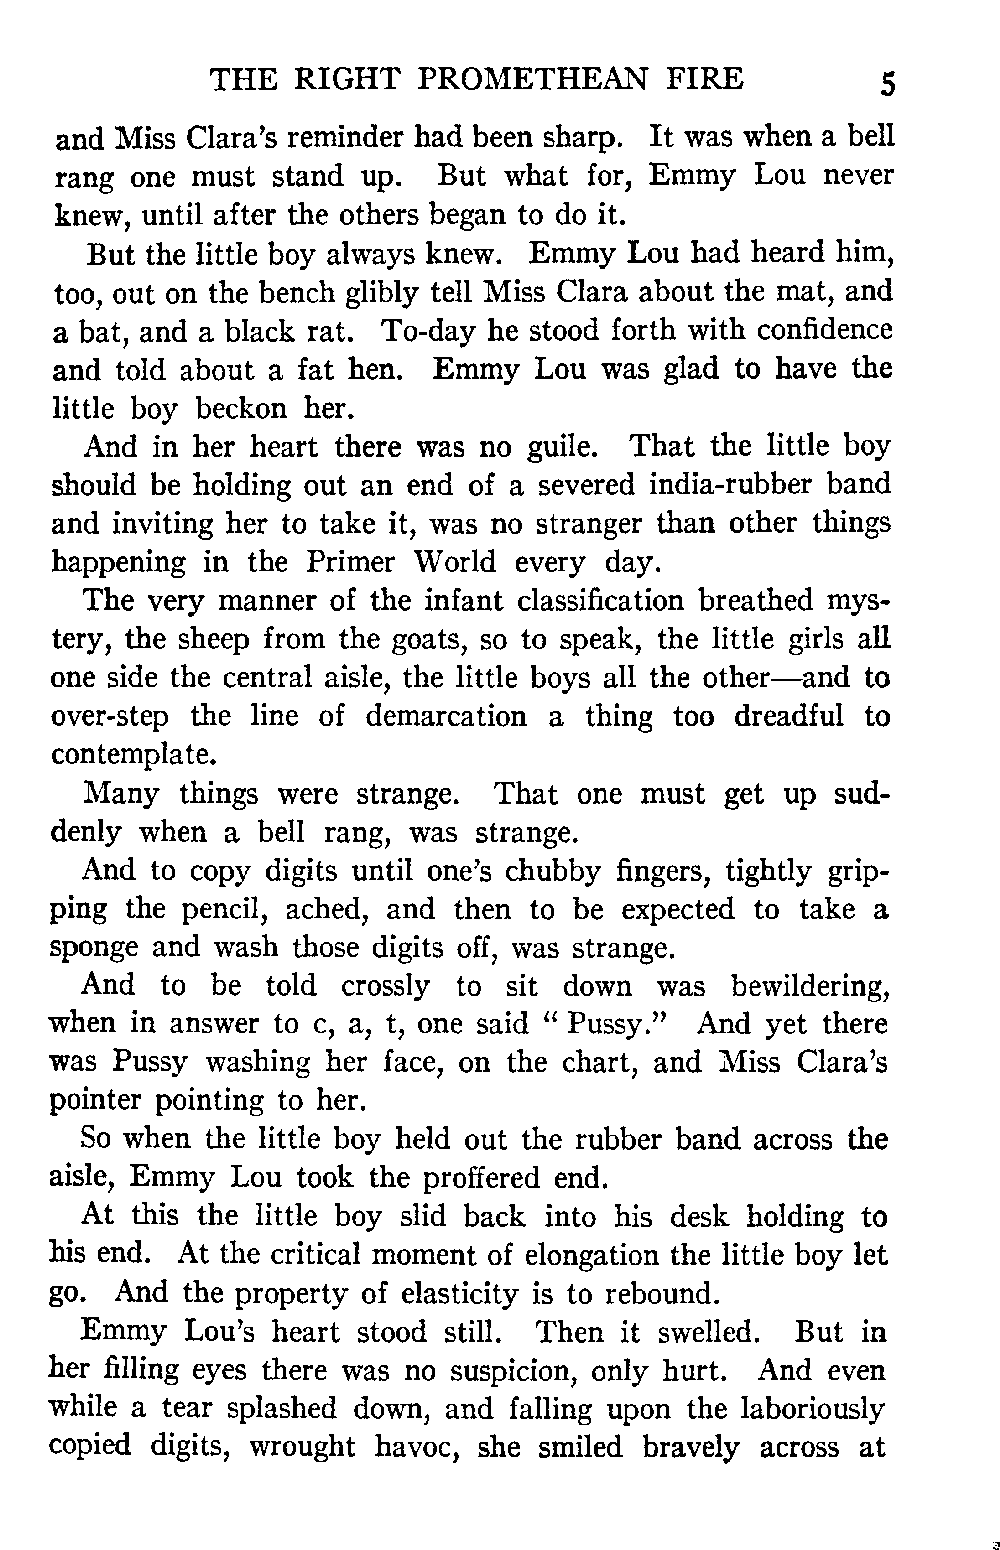 THE RIGHT PROMETHEAN FIRE 5
and Miss Clara's reminder had been sharp. It was when a bell
rang one must stand up. But what for, Emmy Lou never
knew, until after the others began to do it.
But the little boy always knew. Emmy Lou had heard him,
too, out on the bench glibly tell Miss Clara about the mat, and
a bat, and a black rat. To-day he stood forth with confidence
and told about a fat hen. Emmy Lou was glad to have the
little boy beckon her.
And in her heart there was no guile. That the little boy
should be holding out an end of a severed india-rubber band
and inviting her to take it, was no stranger than other things
happening in the Primer World every day.
The very manner of the infant classification breathed mys-
tery, the sheep from the goats, so to speak, the little girls all
one side the central aisle, the little boys all the other—and to
over-step the line of demarcation a thing too dreadful to
contemplate.
Many things were strange. That one must get up sud-
denly when a bell rang, was strange.
And to copy digits until one's chubby fingers, tightly grip-
ping the pencil, ached, and then to be expected to take a
sponge and wash those digits off, was strange.
And to be told crossly to sit down was bewildering,
when in answer to c, a, t, one said “ Pussy.” And yet there
was Pussy washing her face, on the chart, and Miss Clara's
pointer pointing to her.
So when the little boy held out the rubber band across the
aisle, Emmy Lou took the proffered end.
At this the little boy slid back into his desk holding to
his end. At the critical moment of elongation the little boy let
go. And the property of elasticity is to rebound.
Emmy Lou's heart stood still. Then it swelled. But in
her filling eyes there was no suspicion, only hurt. And even
while a tear splashed down, and falling upon the laboriously
copied digits, wrought havoc, she smiled bravely across at